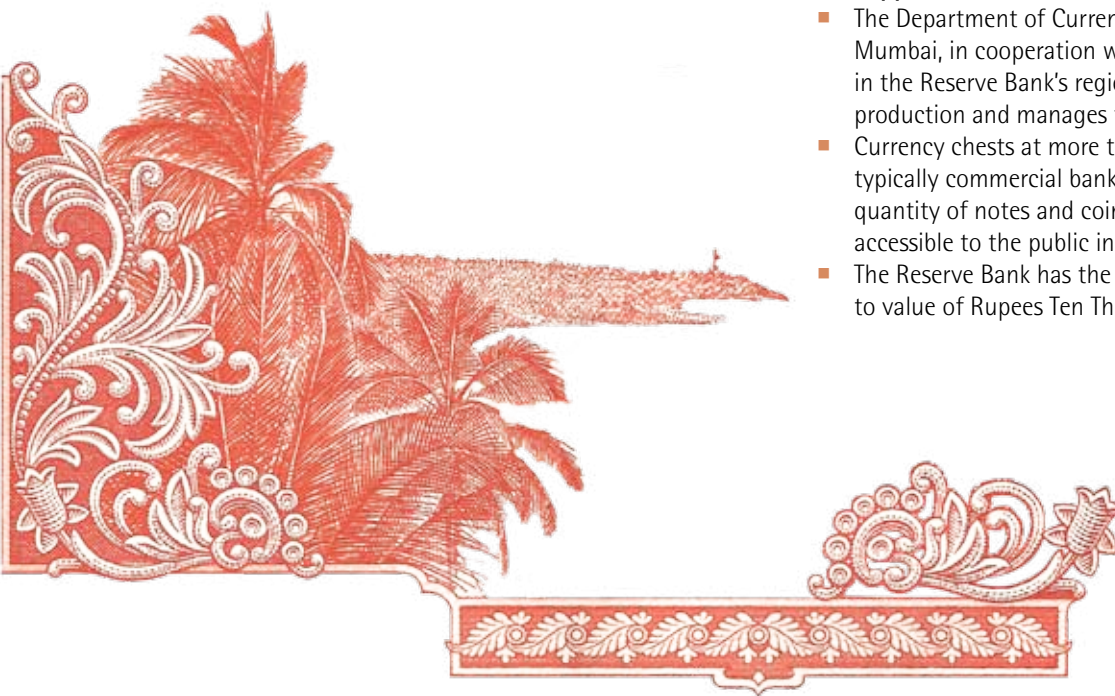 The Department of Curren
Mumbai, in cooperation w
in the Reserve Bank's regi
production and manages
Currency chests at more t
typically commercial bank
quantity of notes and coin
accessible to the public in
The Reserve Bank has the
to value of Rupees Ten Th